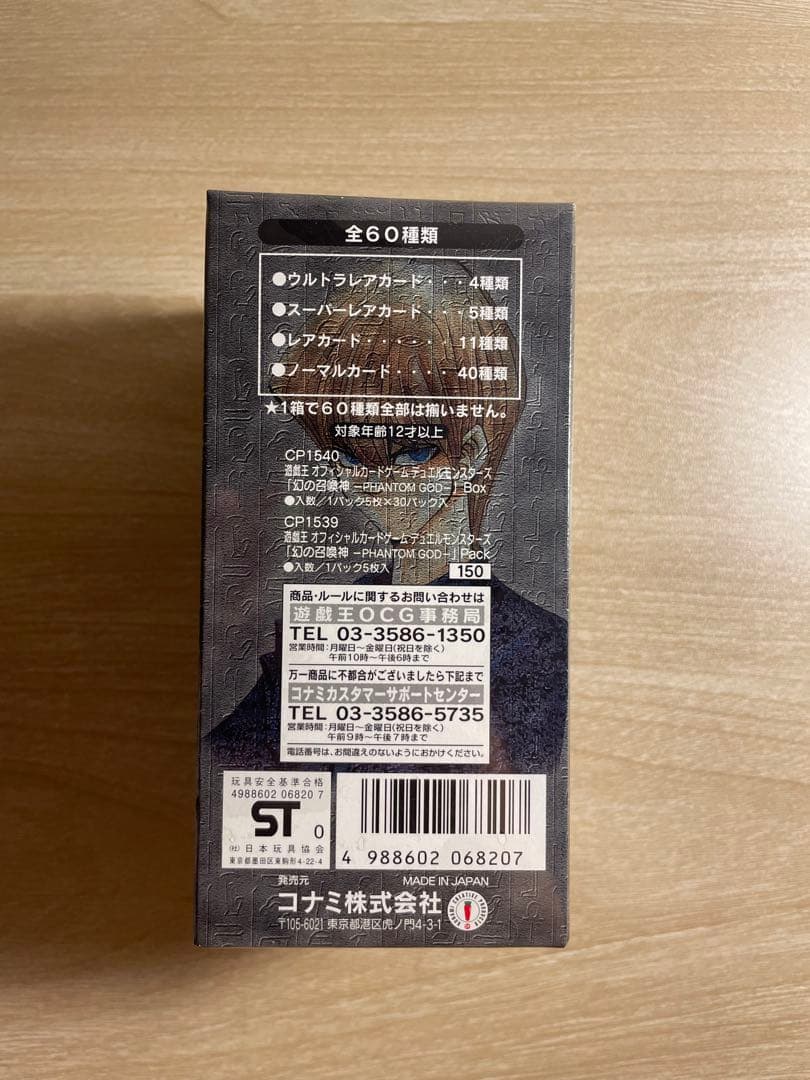 全60種類
●ウルトラレアカード・・・4種類
●スーパーレアカード・・・5種類
●レアカード・・・・・・11種類
●ノーマルカード・・・・40種類
★1箱で60種類全部は揃いません。
対象年齢12才以上
CP1540
遊戯王 オフィシャルカードゲーム デュエルモンスターズ
「幻の召喚神 −PHANTOM GOD−」Box
●入数/1パック5枚×30パック入
CP1539
遊戯王 オフィシャルカードゲーム デュエルモンスターズ
「幻の召喚神 −PHANTOM GOD−」Pack
●入数/1パック5枚入 150
商品・ルールに関するお問い合わせは
遊戯王OCG事務局
TEL 03-3586-1350
営業時間:月曜日〜金曜日(祝日を除く)
午前10時〜午後6時まで
万一商品に不都合がございましたら下記まで
コナミカスタマーサポートセンター
TEL 03-3586-5735
営業時間:月曜日〜金曜日(祝日を除く)
午前9時〜午後7時まで
電話番号は、お間違えのないようにおかけください。
玩具安全基準合格
4988602 06820 7
ST 0
(社)日本玩具協会
東京都墨田区東駒形4-22-4
4 988602 068207
発売元 MADE IN JAPAN
コナミ株式会社
〒105-6021 東京都港区虎ノ門4-3-1